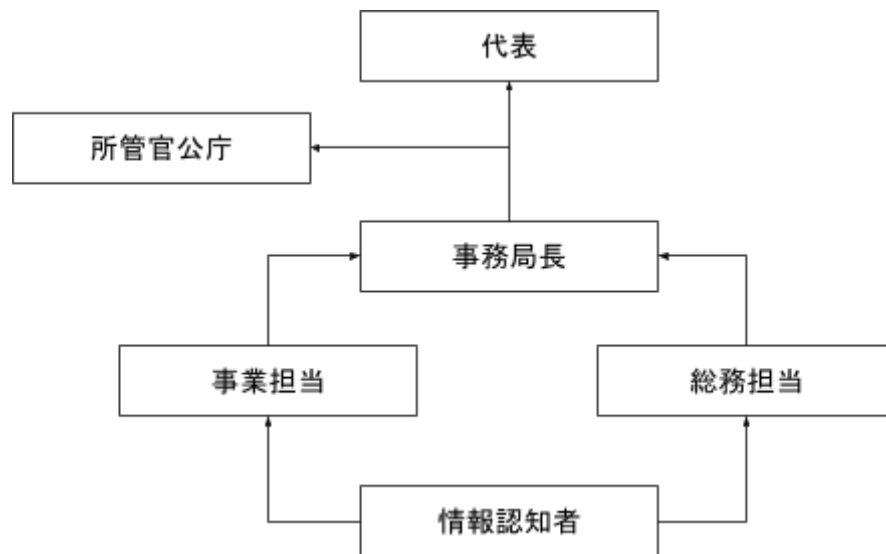 代表
所管官公庁
事務局長
事業担当
総務担当
情報認知者